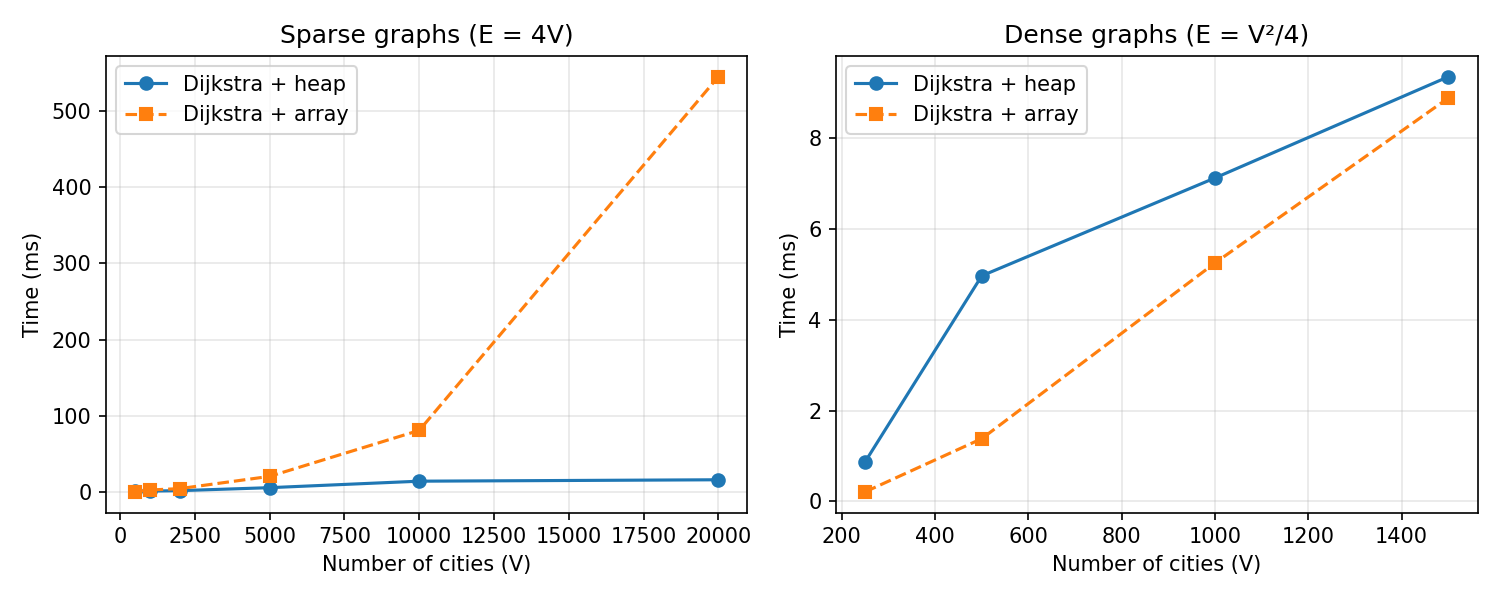 Sparse graphs (E = 4V)
Dijkstra + heap
Dijkstra + array
Time (ms)
500
400
300
200
100
0
0 2500 5000 7500 10000 12500 15000 17500 20000
Number of cities (V)
Dense graphs (E = V²/4)
Dijkstra + heap
Dijkstra + array
Time (ms)
8
6
4
2
0
200 400 600 800 1000 1200 1400
Number of cities (V)